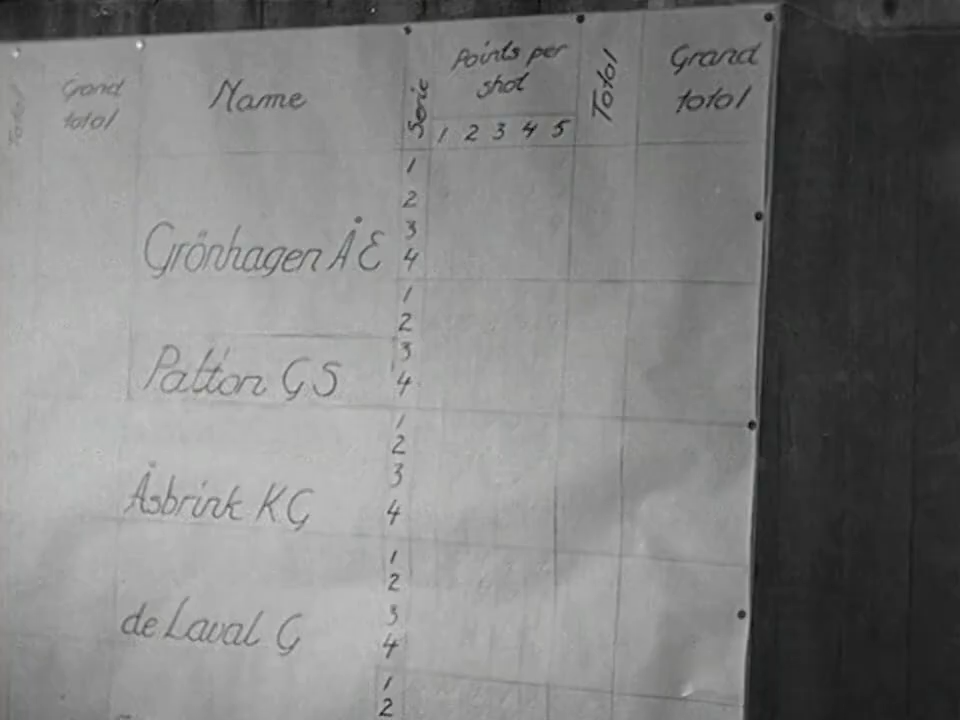 Total
Grand
total
Name
Serie
Points per
shot
1 2 3 4 5
Total
Grand
total
1
2
3
Grönhagen Å E 4
1
2
3
Patton G S 4
1
2
3
Åsbrink K G 4
1
2
3
de Laval G 4
1
2